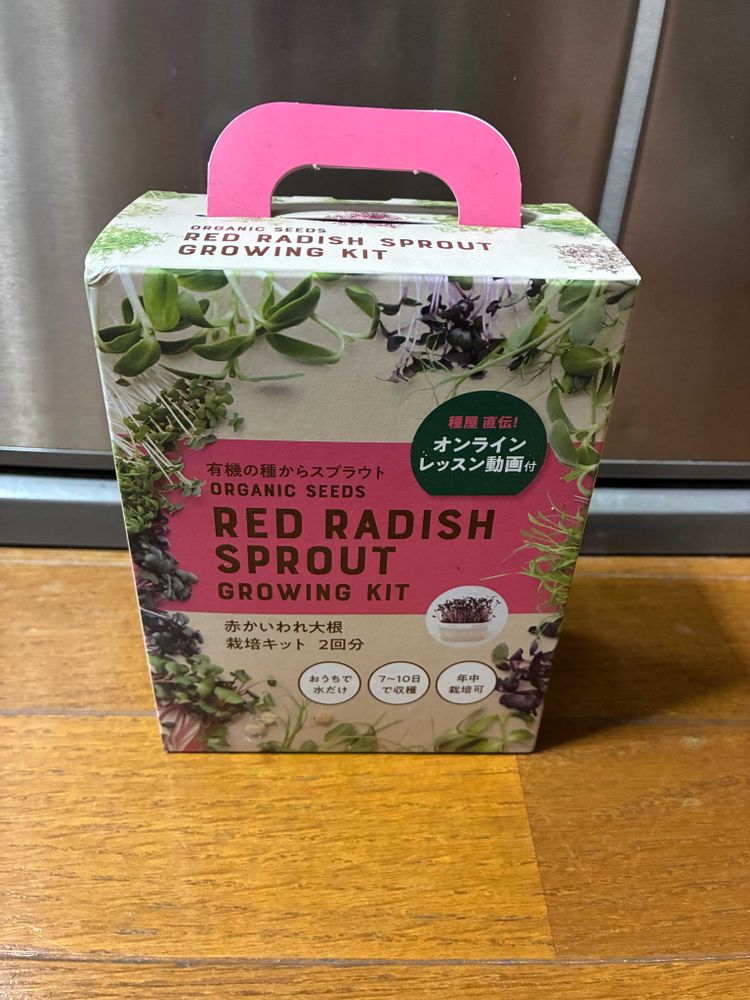 ORGANIC SEEDS
RED RADISH SPROUT
GROWING KIT
種屋 直伝!
オンライン
レッスン動画付
有機の種からスプラウト
ORGANIC SEEDS
RED RADISH
SPROUT
GROWING KIT
赤かいわれ大根
栽培キット 2回分
おうちで
水だけ
7~10日
で収穫
年中
栽培可